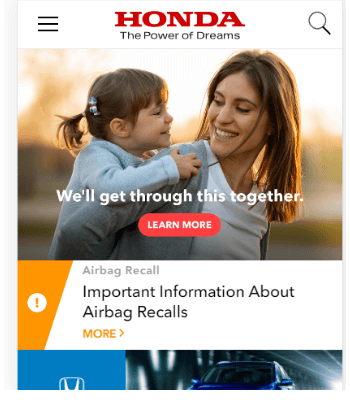 HONDA
The Power of Dreams
We'll get through this together.
LEARN MORE
Airbag Recall
Important Information About
Airbag Recalls
MORE >